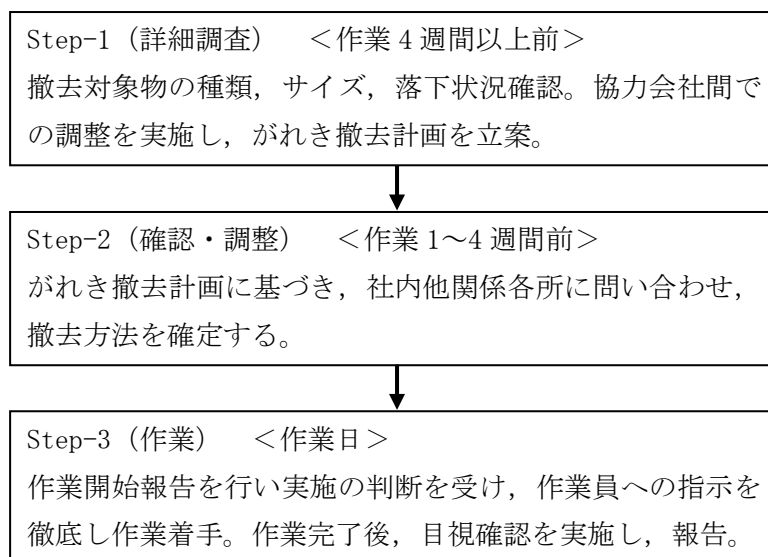 Step-1（詳細調査）　＜作業 4 週間以上前＞
撤去対象物の種類，サイズ，落下状況確認。協力会社間で
の調整を実施し，がれき撤去計画を立案。
Step-2（確認・調整）　＜作業 1～4 週間前＞
がれき撤去計画に基づき，社内他関係各所に問い合わせ，
撤去方法を確定する。
Step-3（作業）　＜作業日＞
作業開始報告を行い実施の判断を受け，作業員への指示を
徹底し作業着手。作業完了後，目視確認を実施し，報告。